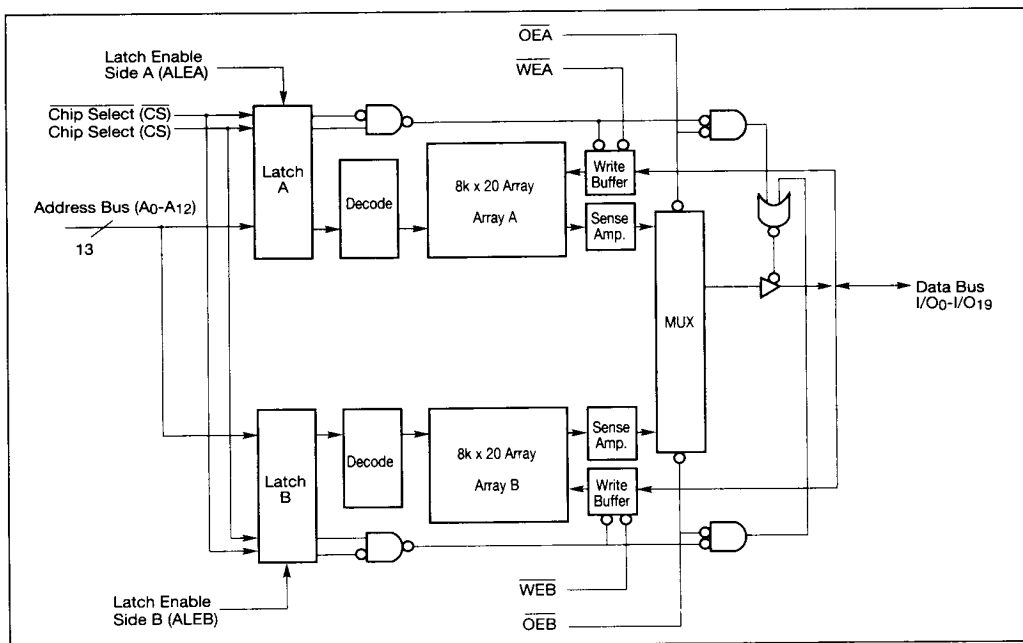 OEA
Latch Enable
Side A (ALEA)
WEA
Chip Select (CS)
Chip Select (CS)
Latch
A
Decode
8k x 20 Array
Array A
Write
Buffer
Sense
Amp.
Address Bus (A0-A12)
13
MUX
Data Bus
I/O0-I/O19
Latch
B
Decode
8k x 20 Array
Array B
Sense
Amp.
Write
Buffer
WEB
Latch Enable
Side B (ALEB)
OEB